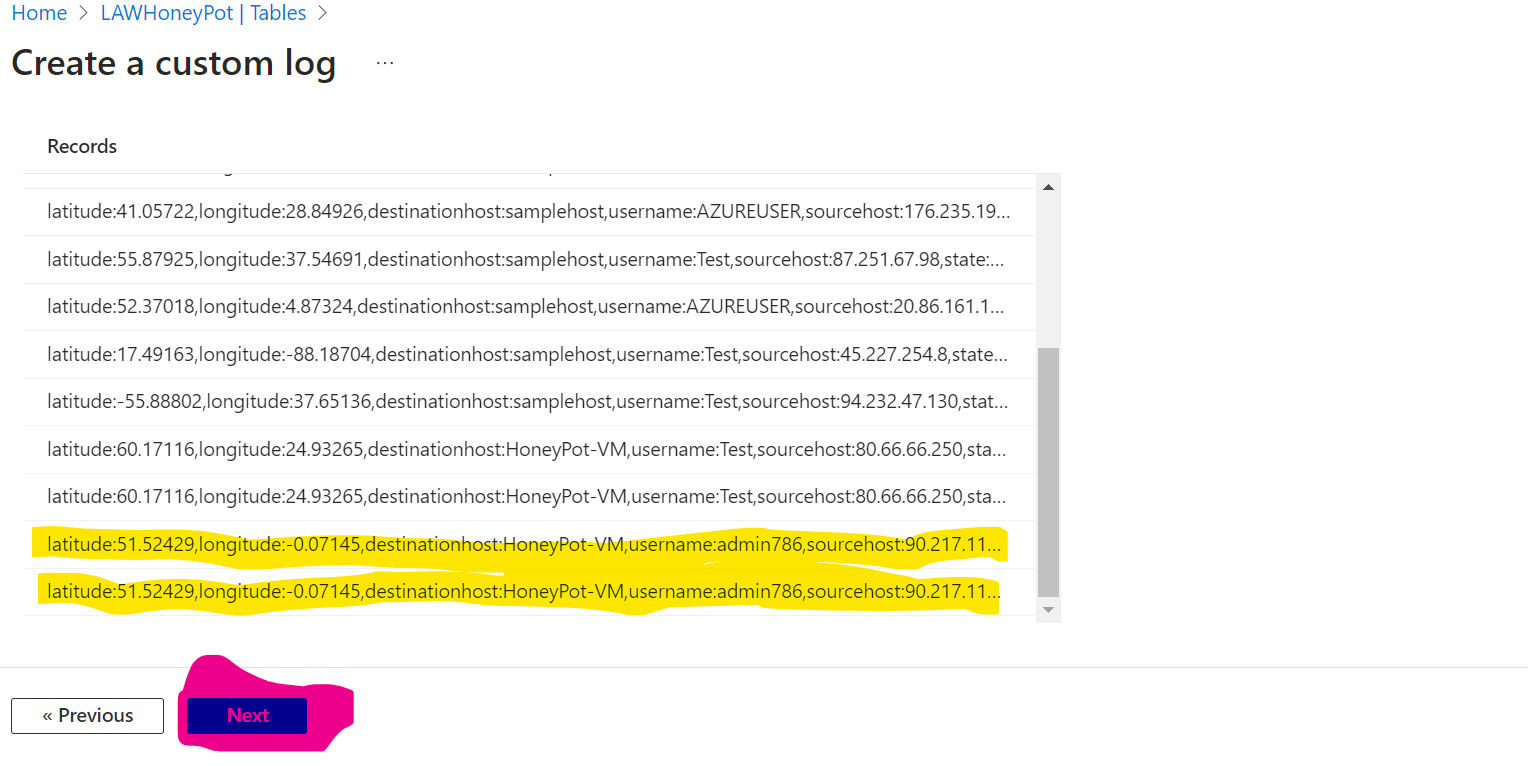 Home > LAWHoneyPot | Tables >
Create a custom log ...
Records
latitude:41.05722,longitude:28.84926,destinationhost:samplehost,username:AZUREUSER,sourcehost:176.235.19...
latitude:55.87925,longitude:37.54691,destinationhost:samplehost,username:Test,sourcehost:87.251.67.98,state:...
latitude:52.37018,longitude:4.87324,destinationhost:samplehost,username:AZUREUSER,sourcehost:20.86.161.1...
latitude:17.49163,longitude:-88.18704,destinationhost:samplehost,username:Test,sourcehost:45.227.254.8,state...
latitude:-55.88802,longitude:37.65136,destinationhost:samplehost,username:Test,sourcehost:94.232.47.130,stat...
latitude:60.17116,longitude:24.93265,destinationhost:HoneyPot-VM,username:Test,sourcehost:80.66.66.250,sta...
latitude:60.17116,longitude:24.93265,destinationhost:HoneyPot-VM,username:Test,sourcehost:80.66.66.250,sta...
latitude:51.52429,longitude:-0.07145,destinationhost:HoneyPot-VM,username:admin786,sourcehost:90.217.11...
latitude:51.52429,longitude:-0.07145,destinationhost:HoneyPot-VM,username:admin786,sourcehost:90.217.11...
« Previous
Next